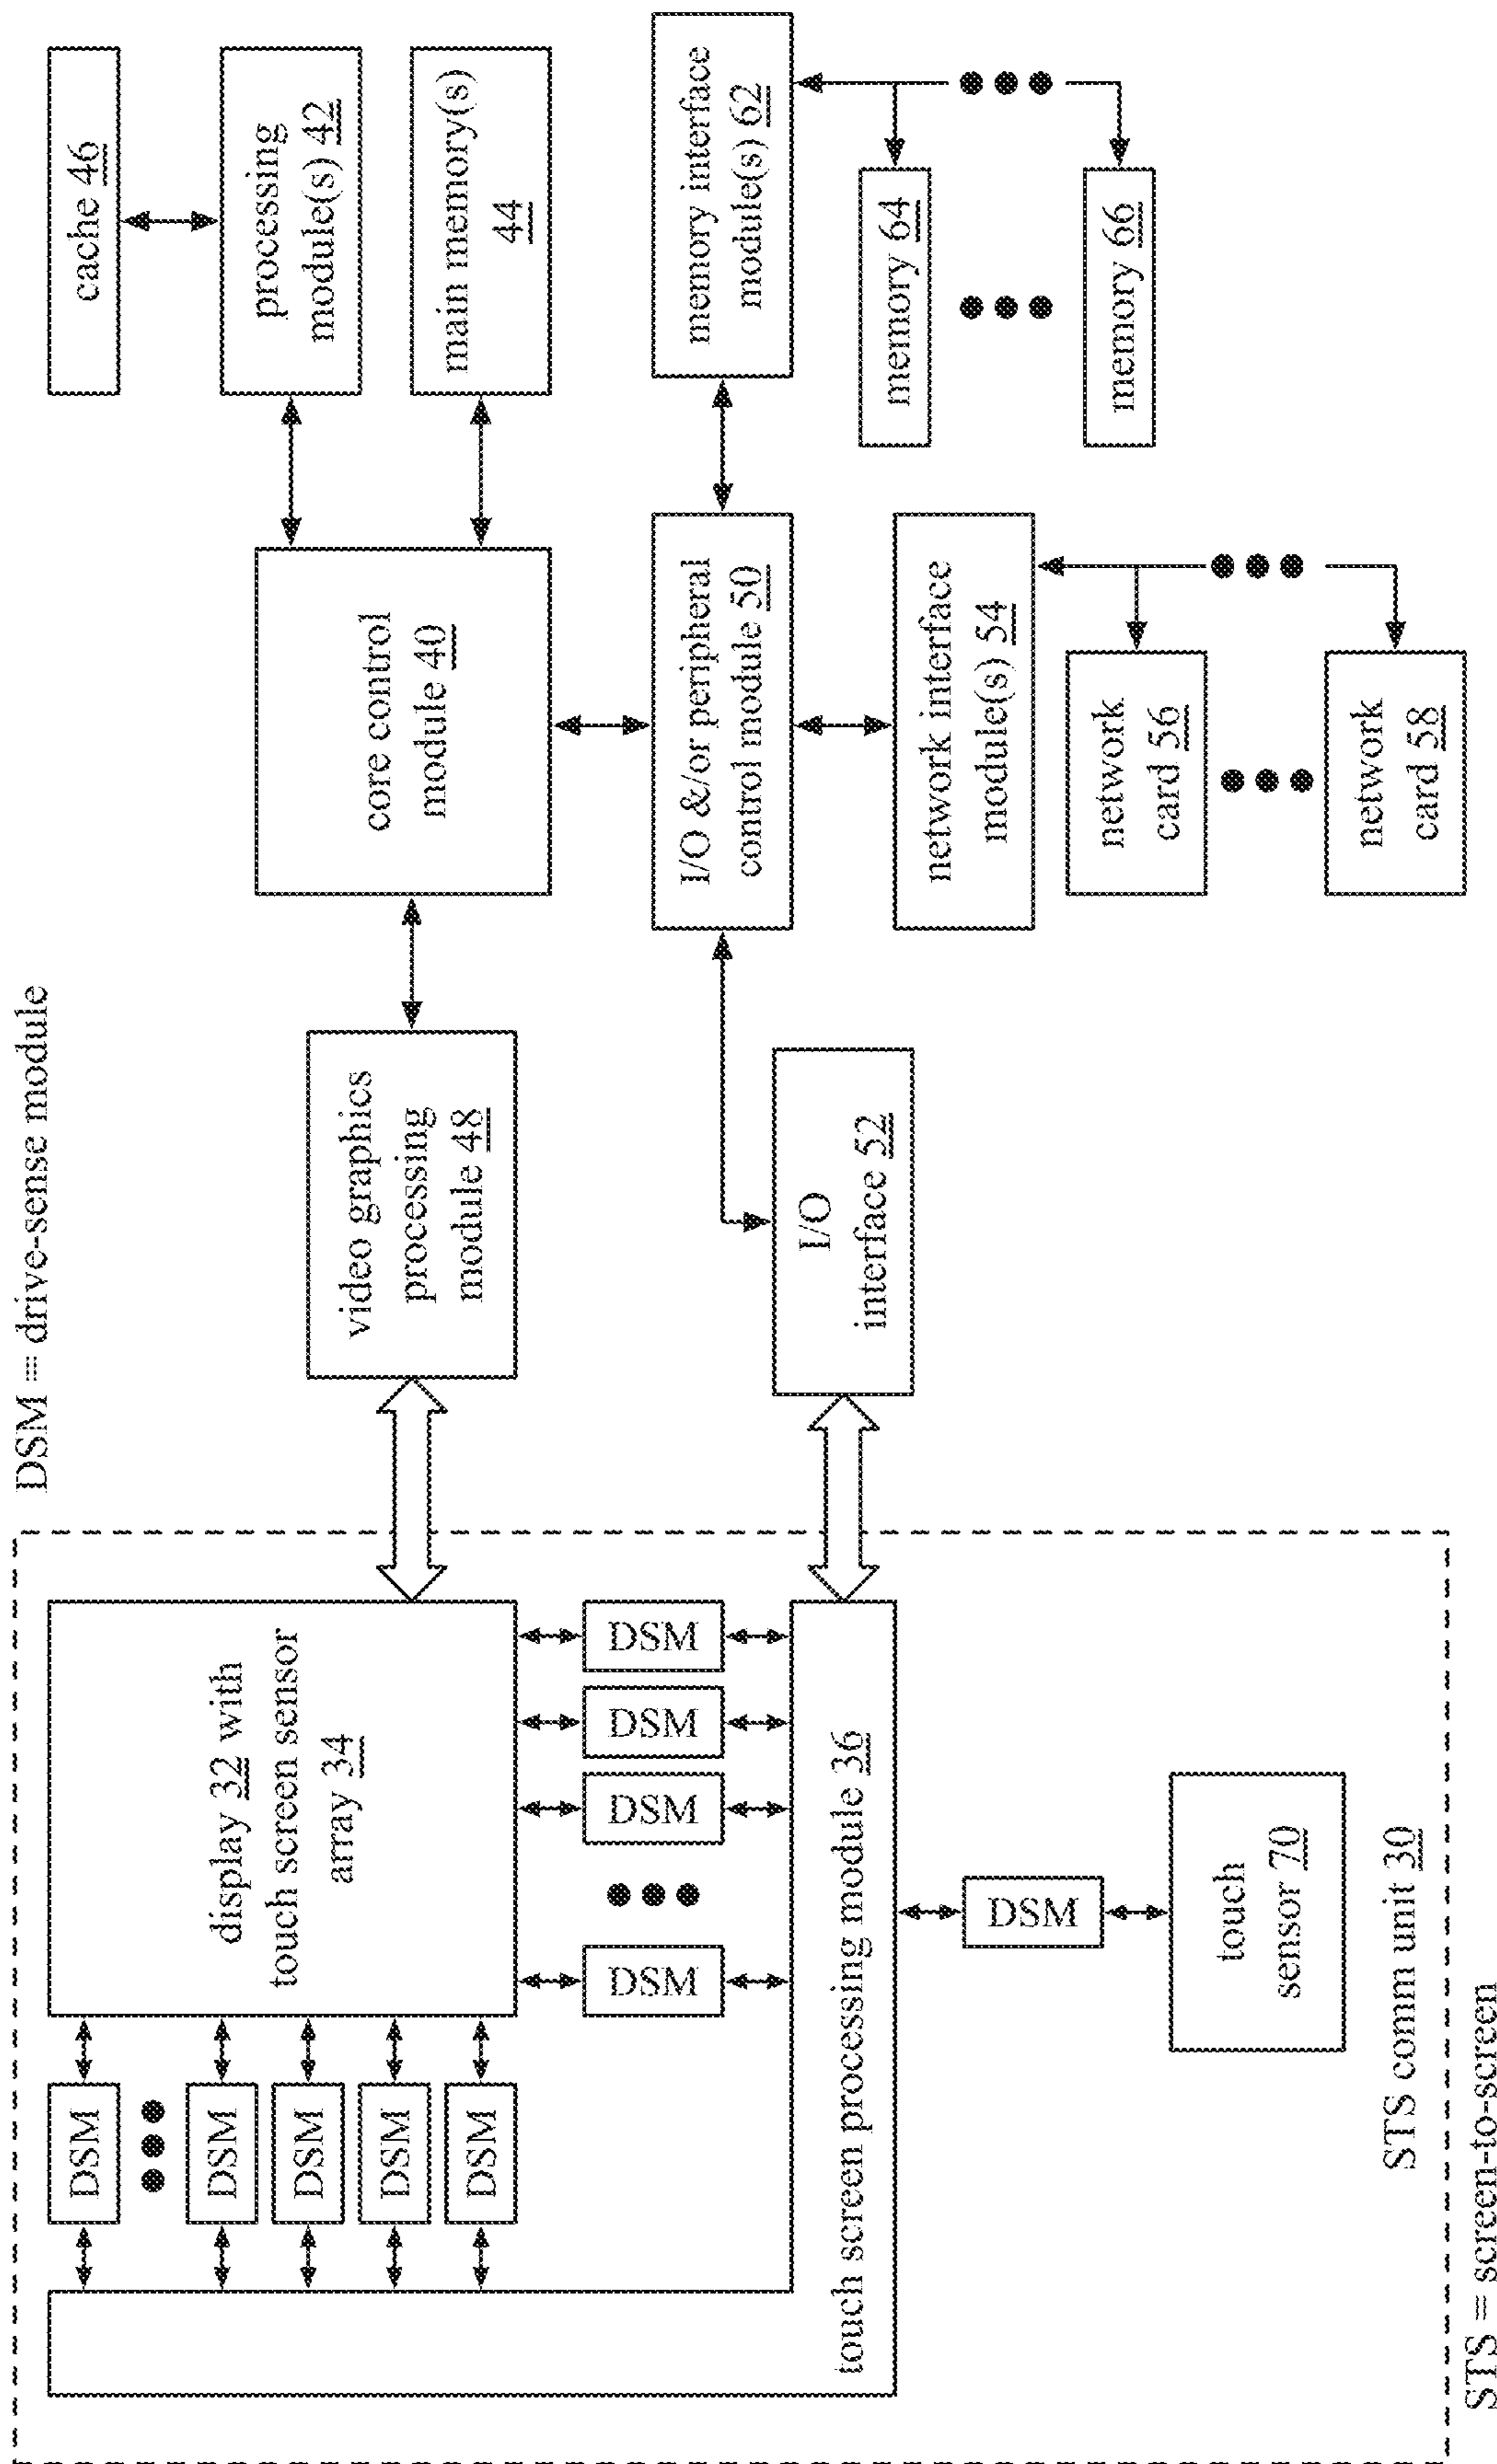 DSM = drive-sense module
display 32 with
touch screen sensor
array 34
DSM
DSM
DSM
DSM
DSM
DSM
DSM
DSM
DSM
touch screen processing module 36
DSM
touch
sensor 70
STS comm unit 30
STS = screen-to-screen
video graphics
processing
module 48
I/O
interface 52
core control
module 40
I/O &/or peripheral
control module 50
network interface
module(s) 54
network
card 56
network
card 58
cache 46
processing
module(s) 42
main memory(s)
44
memory interface
module(s) 62
memory 64
memory 66